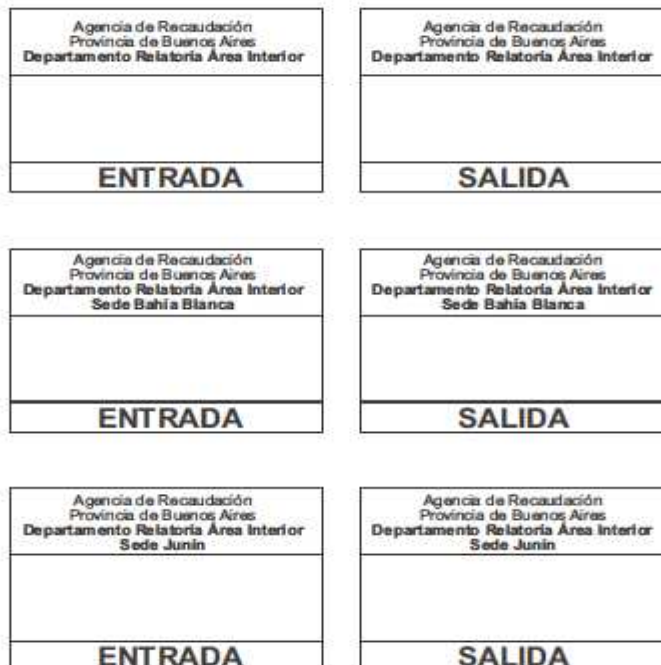 Agencia de Recaudación
Provincia de Buenos Aires
Departamento Relatoría Área Interior
ENTRADA
Agencia de Recaudación
Provincia de Buenos Aires
Departamento Relatoría Área Interior
SALIDA
Agencia de Recaudación
Provincia de Buenos Aires
Departamento Relatoría Área Interior
Sede Bahía Blanca
ENTRADA
Agencia de Recaudación
Provincia de Buenos Aires
Departamento Relatoría Área Interior
Sede Bahía Blanca
SALIDA
Agencia de Recaudación
Provincia de Buenos Aires
Departamento Relatoría Área Interior
Sede Junín
ENTRADA
Agencia de Recaudación
Provincia de Buenos Aires
Departamento Relatoría Área Interior
Sede Junín
SALIDA